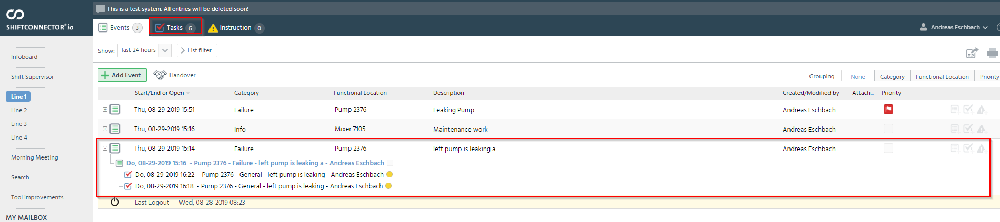 This is a test system. All entries will be deleted soon!
SHIFTCONNECTOR® io
Events 3 Tasks 6 Instruction 0 Andreas Eschbach
Show: last 24 hours List filter
XLS
Infoboard
Shift Supervisor
Line 1
Line 2
Line 3
Line 4
Morning Meeting
Search
Tool improvements
MY MAILBOX
Add Event Handover Grouping: - None - Category Functional Location Priority
Start/End or Open Category Functional Location Description Created/Modified by Attach... Priority
Thu, 08-29-2019 15:51 Failure Pump 2376 Leaking Pump Andreas Eschbach
Thu, 08-29-2019 15:16 Info Mixer 7105 Maintenance work Andreas Eschbach
Thu, 08-29-2019 15:14 Failure Pump 2376 left pump is leaking a Andreas Eschbach
Do, 08-29-2019 15:16 - Pump 2376 - Failure - left pump is leaking a - Andreas Eschbach
Do, 08-29-2019 16:22 - Pump 2376 - General - left pump is leaking - Andreas Eschbach
Do, 08-29-2019 16:18 - Pump 2376 - General - left pump is leaking - Andreas Eschbach
Last Logout Wed, 08-28-2019 08:23